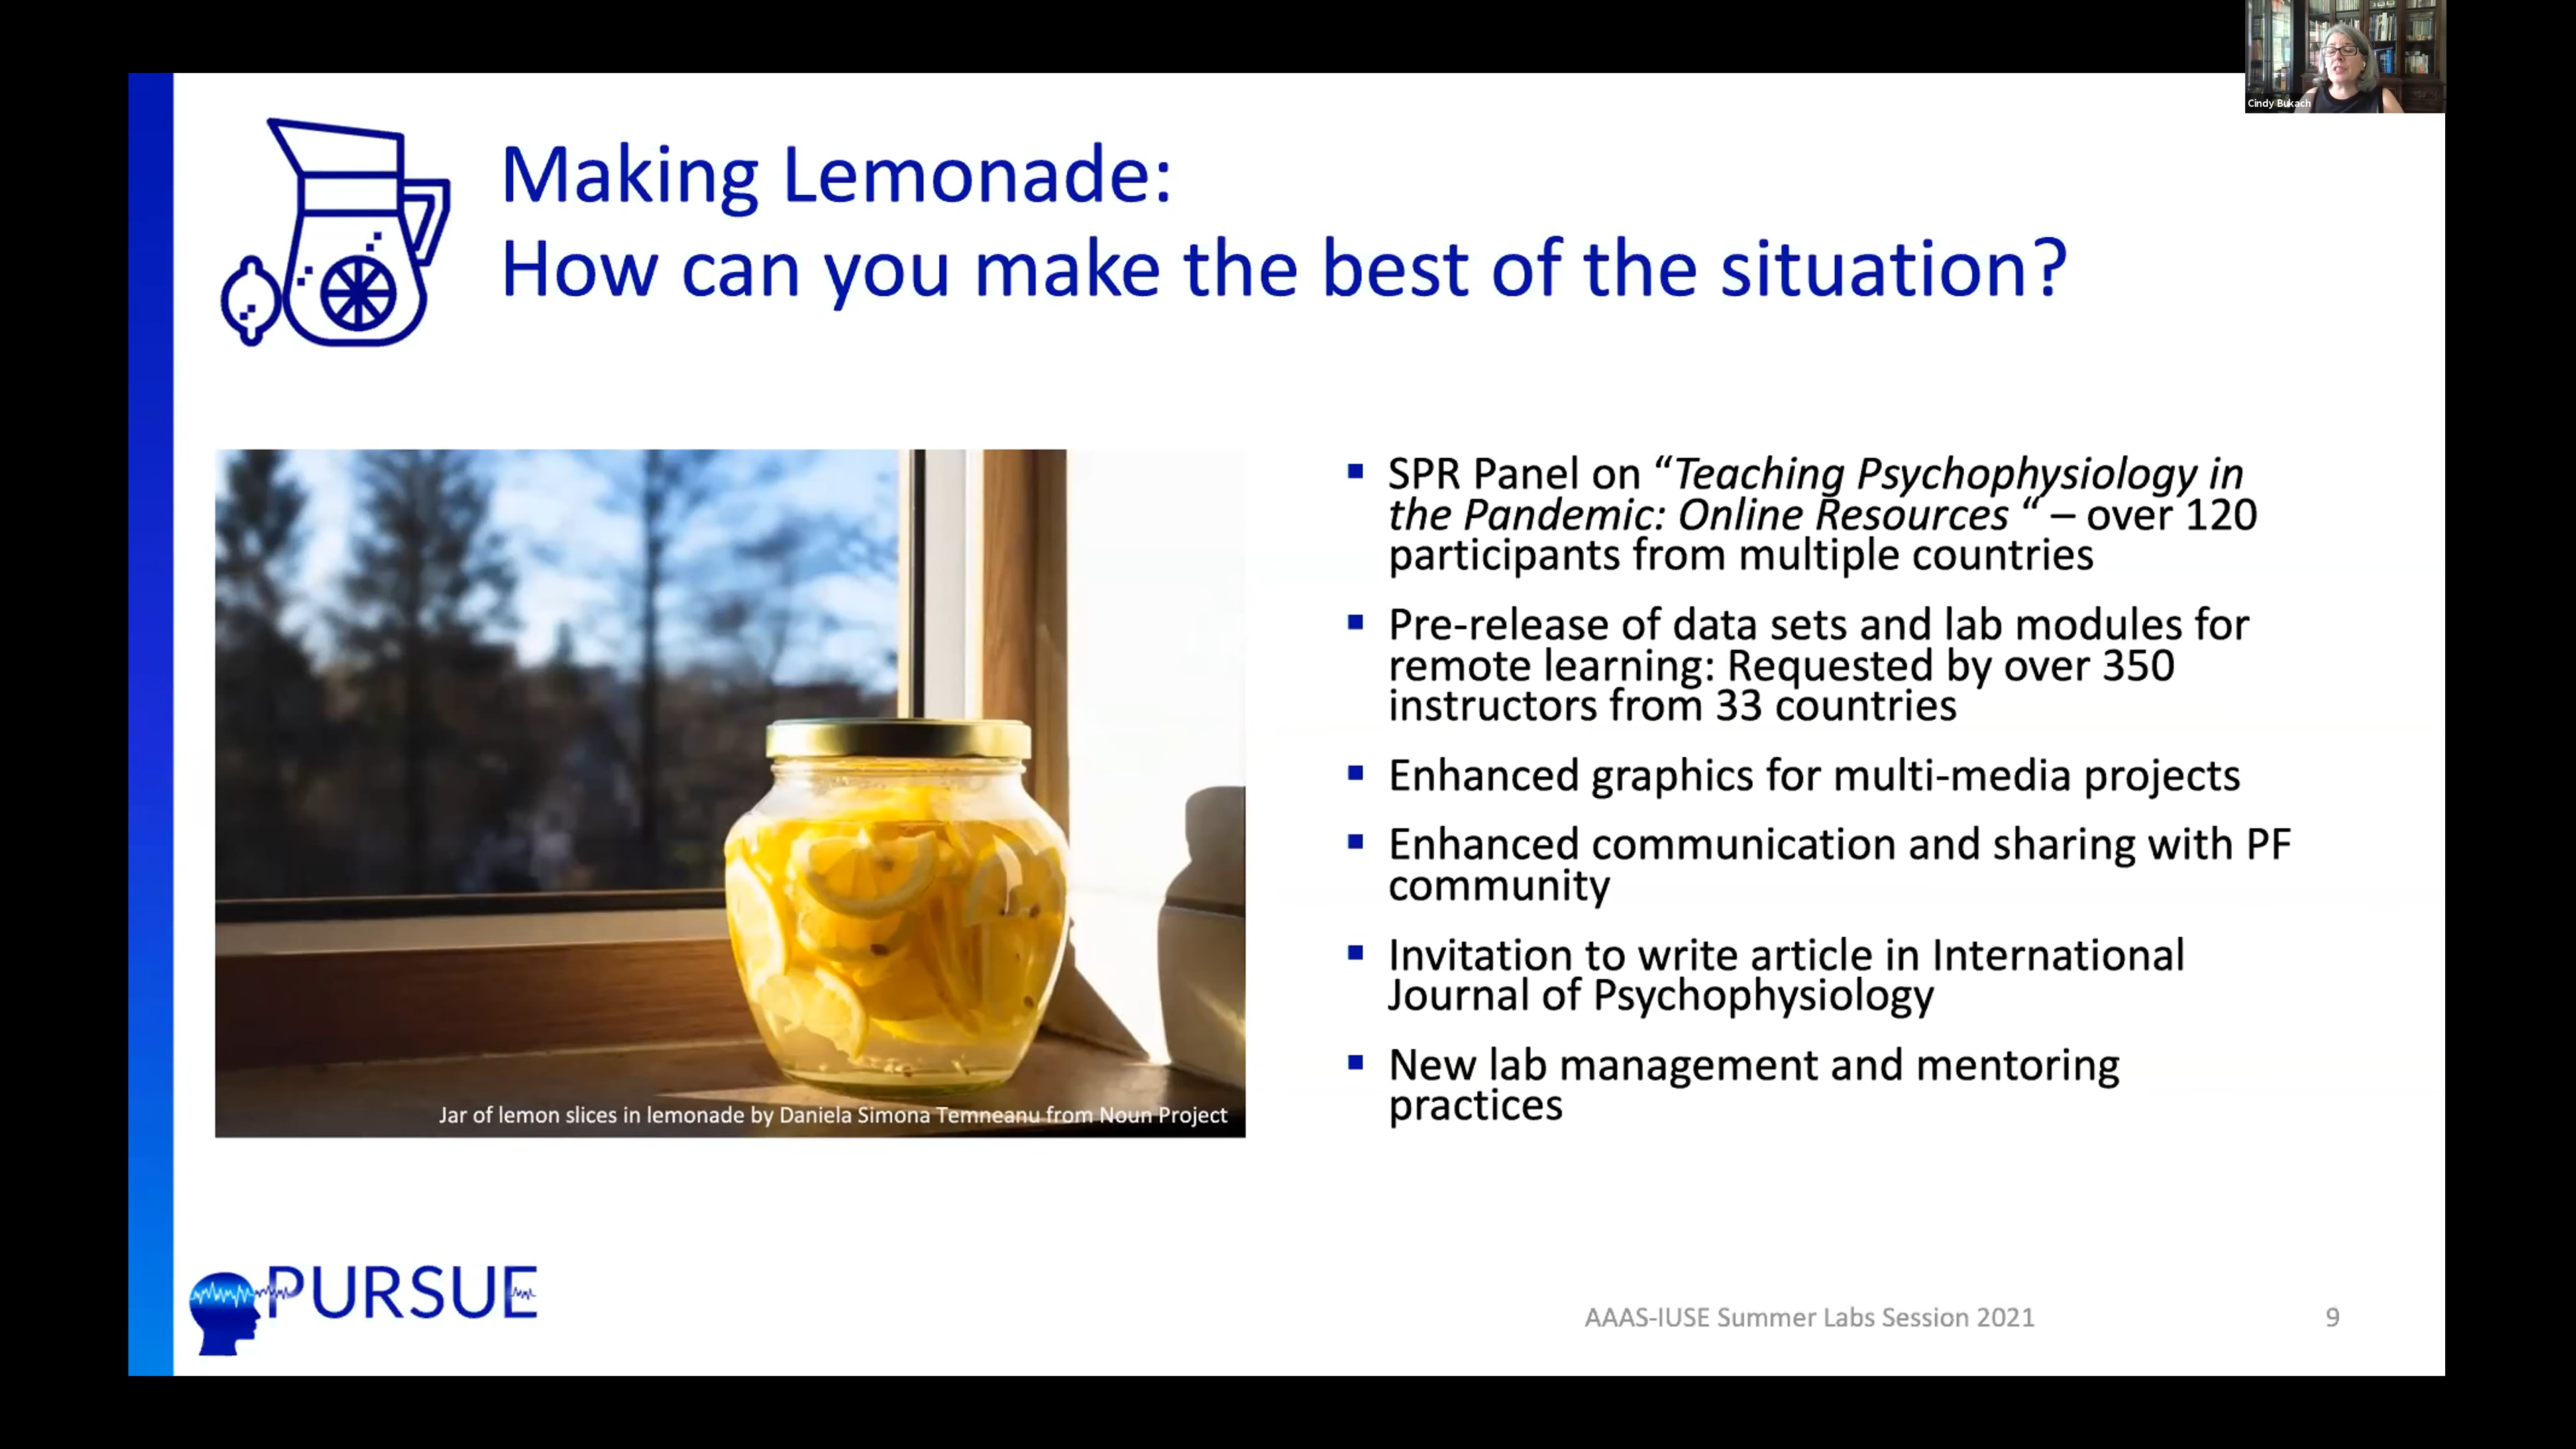 Cindy Bukach
Making Lemonade:
How can you make the best of the situation?
▪ SPR Panel on “Teaching Psychophysiology in
the Pandemic: Online Resources “ – over 120
participants from multiple countries
▪ Pre-release of data sets and lab modules for
remote learning: Requested by over 350
instructors from 33 countries
▪ Enhanced graphics for multi-media projects
▪ Enhanced communication and sharing with PF
community
▪ Invitation to write article in International
Journal of Psychophysiology
▪ New lab management and mentoring
practices
Jar of lemon slices in lemonade by Daniela Simona Temneanu from Noun Project
PURSUE
AAAS-IUSE Summer Labs Session 2021
9